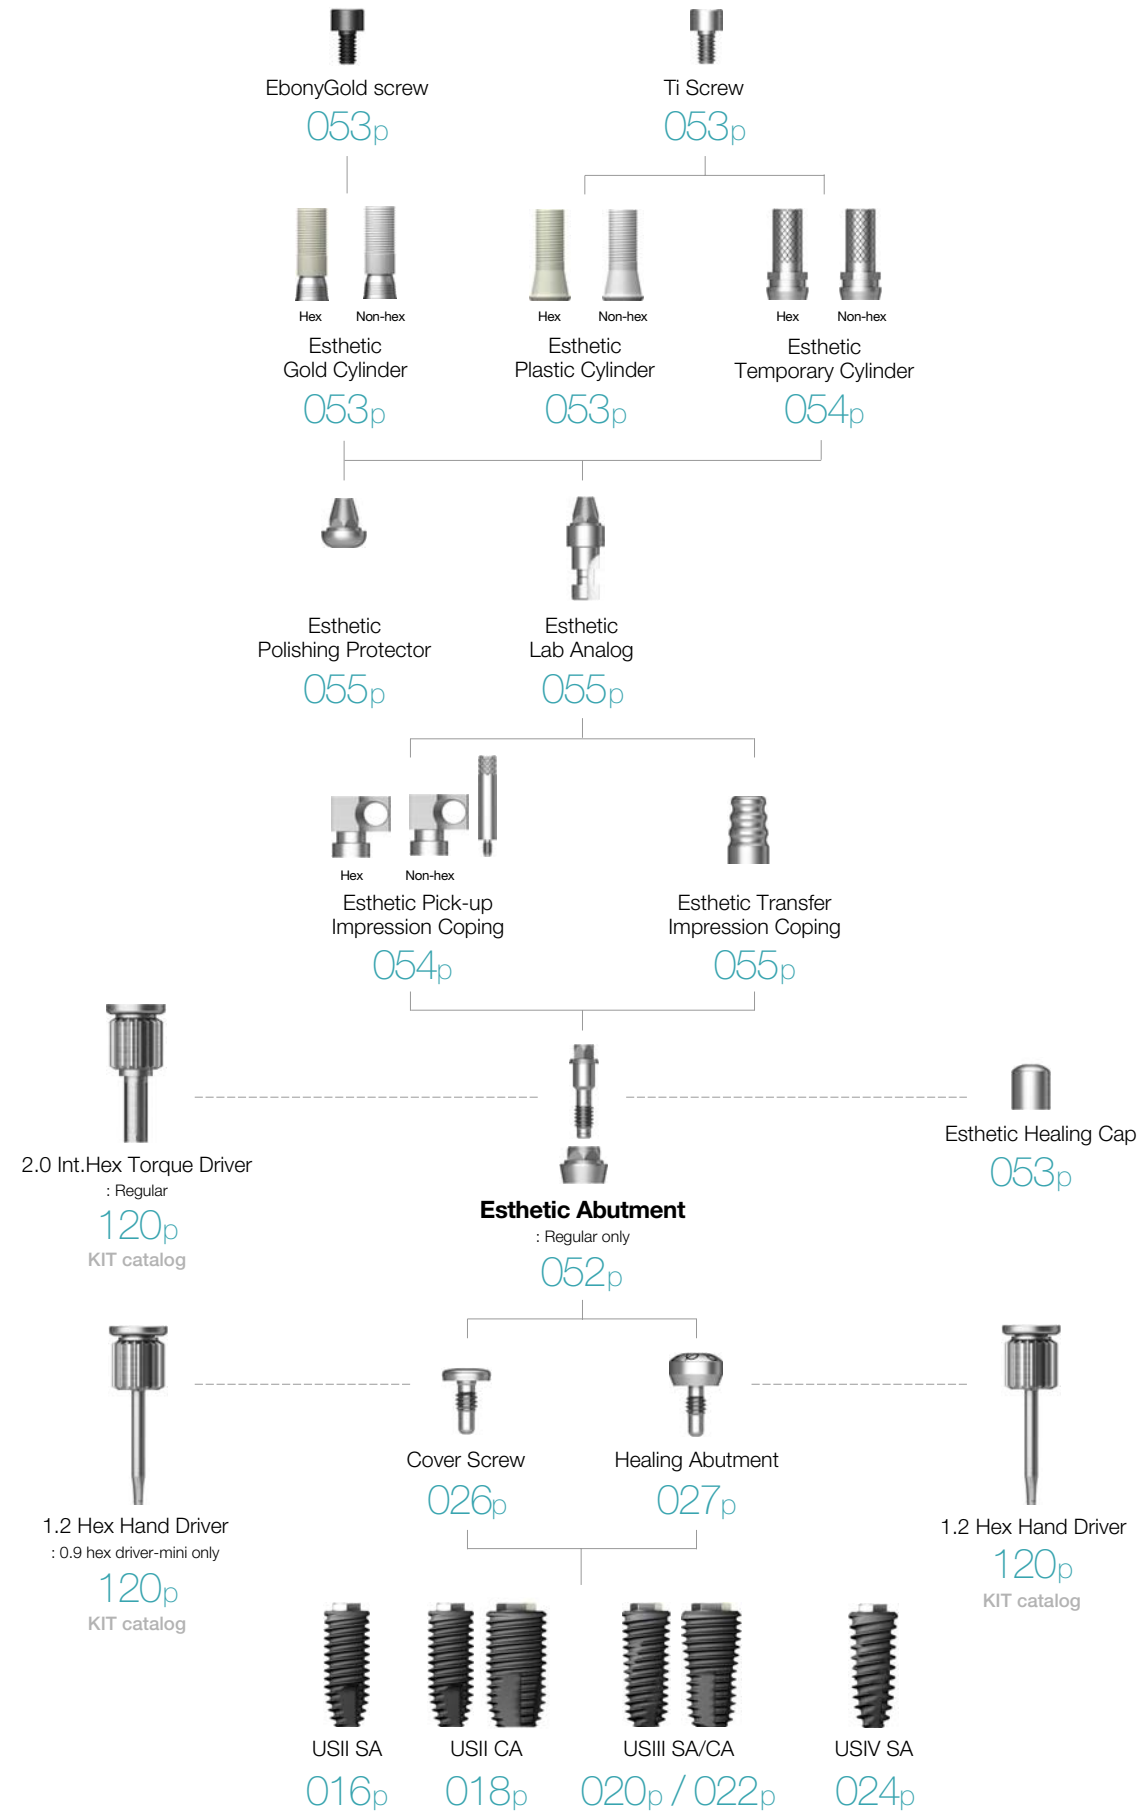 EbonyGold screw
053p
Ti Screw
053p
Hex
Non-hex
Esthetic
Gold Cylinder
053p
Hex
Non-hex
Esthetic
Plastic Cylinder
053p
Hex
Non-hex
Esthetic
Temporary Cylinder
054p
Esthetic
Polishing Protector
055p
Esthetic
Lab Analog
055p
Hex
Non-hex
Esthetic Pick-up
Impression Coping
054p
Esthetic Transfer
Impression Coping
055p
2.0 Int.Hex Torque Driver
: Regular
120p
KIT catalog
Esthetic Abutment
: Regular only
052p
Esthetic Healing Cap
053p
1.2 Hex Hand Driver
: 0.9 hex driver-mini only
120p
KIT catalog
Cover Screw
026p
Healing Abutment
027p
1.2 Hex Hand Driver
120p
KIT catalog
USII SA
016p
USII CA
018p
USIII SA/CA
020p / 022p
USIV SA
024p